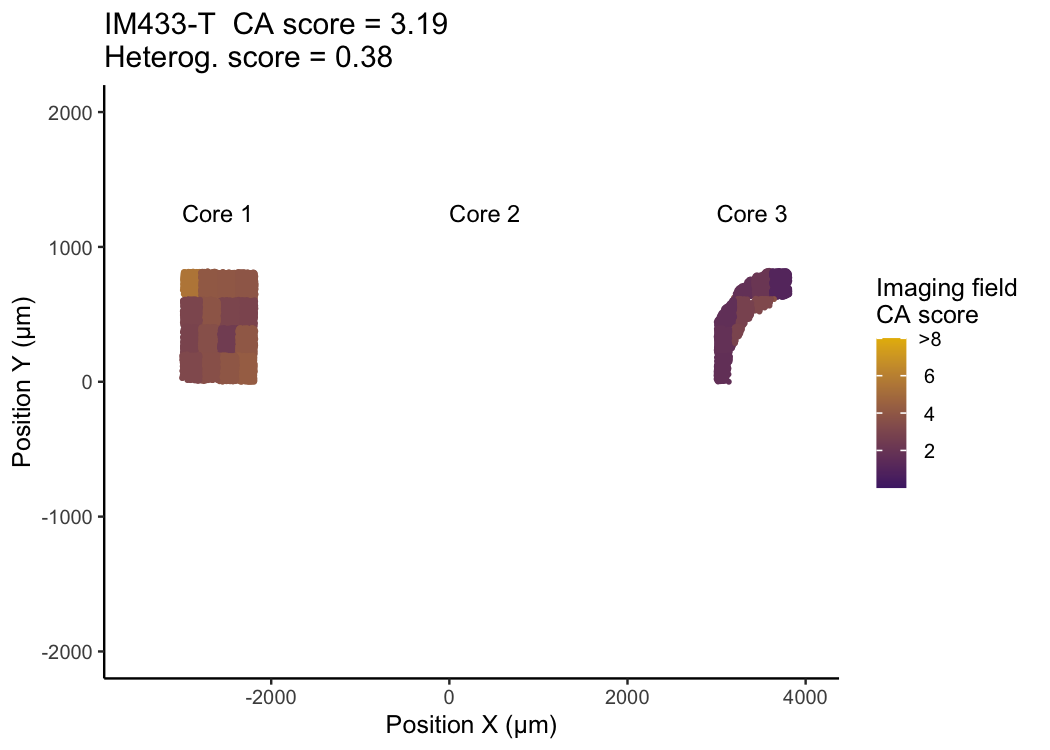 IM433-T  CA score = 3.19
Heterog. score = 0.38
Position Y (µm)
2000
1000
0
-1000
-2000
Core 1
Core 2
Core 3
-2000
0
2000
4000
Position X (µm)
Imaging field
CA score
>8
6
4
2